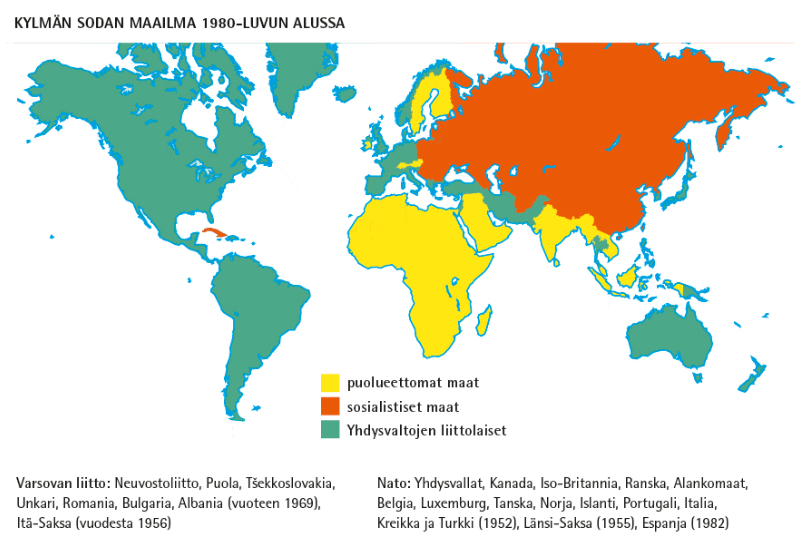 KYLMÄN SODAN MAAILMA 1980-LUVUN ALUSSA
puolueettomat maat
sosialistiset maat
Yhdysvaltojen liittolaiset
Varsovan liitto: Neuvostoliitto, Puola, Tšekkoslovakia,
Unkari, Romania, Bulgaria, Albania (vuoteen 1969),
Itä-Saksa (vuodesta 1956)
Nato: Yhdysvallat, Kanada, Iso-Britannia, Ranska, Alankomaat,
Belgia, Luxemburg, Tanska, Norja, Islanti, Portugali, Italia,
Kreikka ja Turkki (1952), Länsi-Saksa (1955), Espanja (1982)